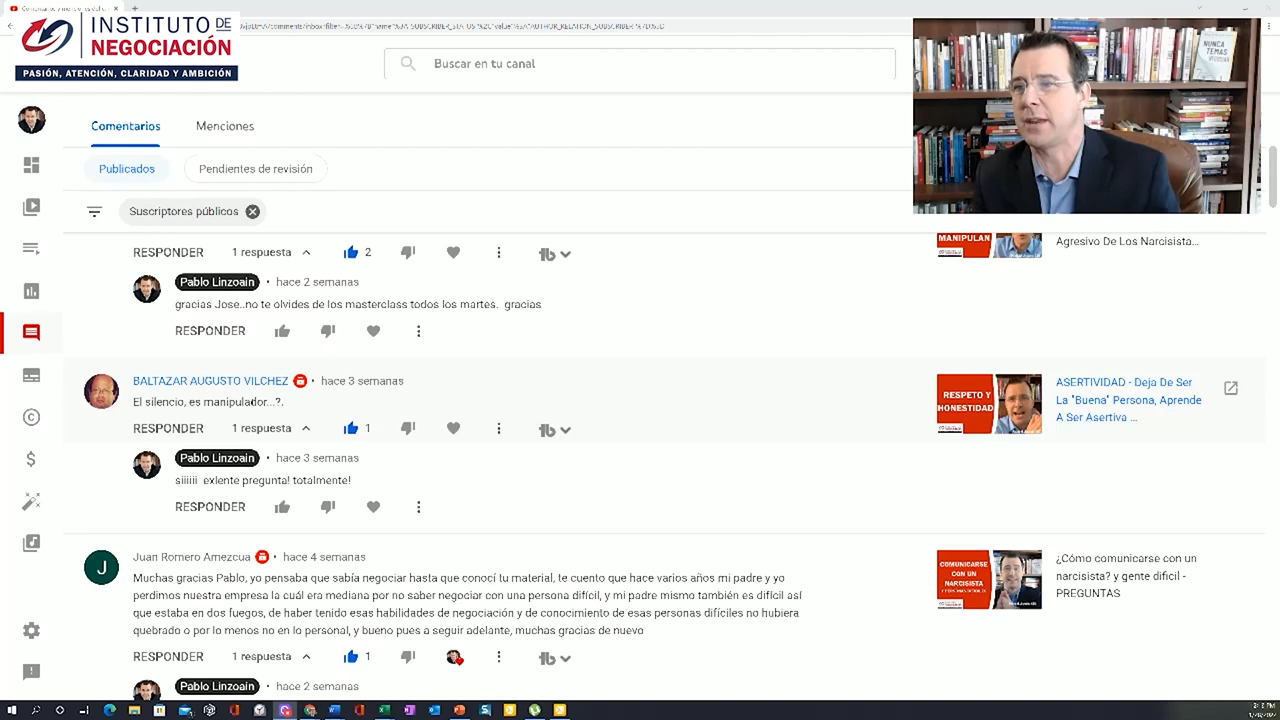 INSTITUTO DE
NEGOCIACIÓN
PASIÓN, ATENCIÓN, CLARIDAD Y AMBICIÓN
Buscar en tu canal
NUNCA
TEMAS
Comentarios
Menciones
Publicados
Pendientes de revisión
Suscriptores públicos
RESPONDER 1 respuesta 2
MANIPULAN
Agresivo De Los Narcisista...
Pablo Linzoain • hace 2 semanas
gracias Jose..no te olvides de los masterclass todos los martes. gracias
RESPONDER
BALTAZAR AUGUSTO VILCHEZ • hace 3 semanas
El silencio, es manipulador...?.
RESPONDER 1 respuesta 1
RESPETO Y
HONESTIDAD
ASERTIVIDAD - Deja De Ser
La "Buena" Persona, Aprende
A Ser Asertiva ...
Pablo Linzoain • hace 3 semanas
siiiiii exlente pregunta! totalmente!
RESPONDER
J
Juan Romero Amezcua • hace 4 semanas
Muchas gracias Pablo, yo pensaba que sabía negociar hasta que conocí tu material, te cuento que hace varios años mi padre y yo
perdimos nuestra empresa la cual era nuestra por no saber negociar con una persona difícil, y mi padre mismo también es difícil así
que estaba en dos fuegos, de haber tenido esas habilidades de negociación y de conocimiento de esas personas difíciles no hubiera
quebrado o por lo menos no en lo personal, y bueno pues a seguir adelante, muchas gracias de nuevo
RESPONDER 1 respuesta 1
COMUNICARSE
CON UN
NARCISISTA
¿Cómo comunicarse con un
narcisista? y gente dificil -
PREGUNTAS
Pablo Linzoain • hace 2 semanas